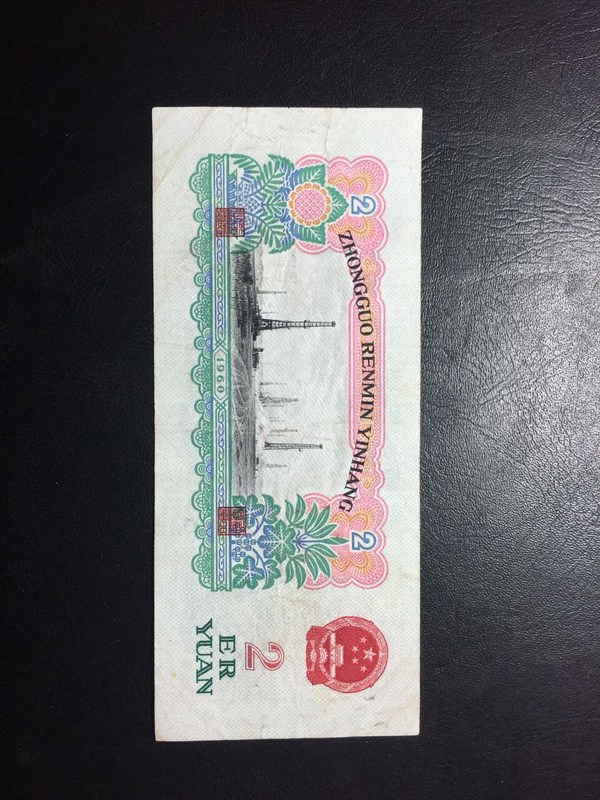 ZHONGGUO RENMIN YINHANG
2
2
1960
2
ER
YUAN